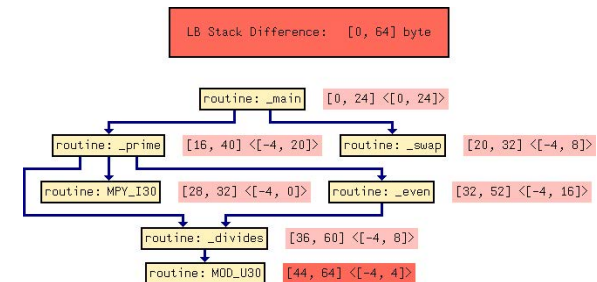 LB Stack Difference: [0, 64] byte
routine: _main [0, 24] <[0, 24]>
routine: _prime [16, 40] <[-4, 20]> routine: _swap [20, 32] <[-4, 8]>
routine: MPY_I30 [28, 32] <[-4, 0]> routine: _even [32, 52] <[-4, 16]>
routine: _divides [36, 60] <[-4, 8]>
routine: MOD_U30 [44, 64] <[-4, 4]>